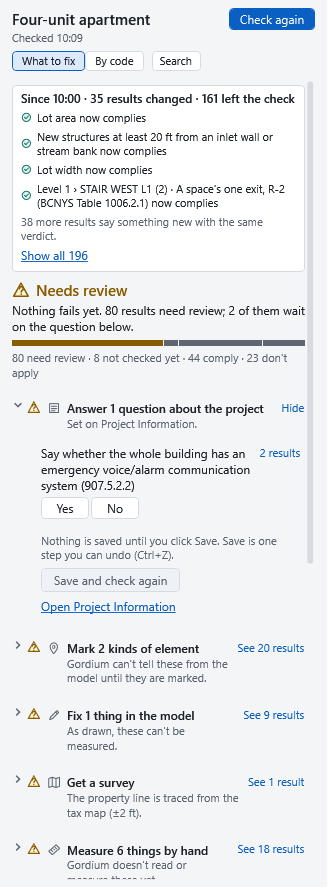 Four-unit apartment
Check again
Checked 10:09
What to fix
By code
Search
Since 10:00 · 35 results changed · 161 left the check
Lot area now complies
New structures at least 20 ft from an inlet wall or
stream bank now complies
Lot width now complies
Level 1 › STAIR WEST L1 (2) · A space's one exit, R-2
(BCNYS Table 1006.2.1) now complies
38 more results say something new with the same
verdict.
Show all 196
Needs review
Nothing fails yet. 80 results need review; 2 of them wait
on the question below.
80 need review · 8 not checked yet · 44 comply · 23 don't
apply
Answer 1 question about the project
Hide
Set on Project Information.
Say whether the whole building has an
2 results
emergency voice/alarm communication
system (907.5.2.2)
Yes
No
Nothing is saved until you click Save. Save is one
step you can undo (Ctrl+Z).
Save and check again
Open Project Information
Mark 2 kinds of element
See 20 results
Gordium can't tell these from the
model until they are marked.
Fix 1 thing in the model
See 9 results
As drawn, these can't be
measured.
Get a survey
See 1 result
The property line is traced from the
tax map (±2 ft).
Measure 6 things by hand
See 18 results
Gordium doesn't read or
measure these yet